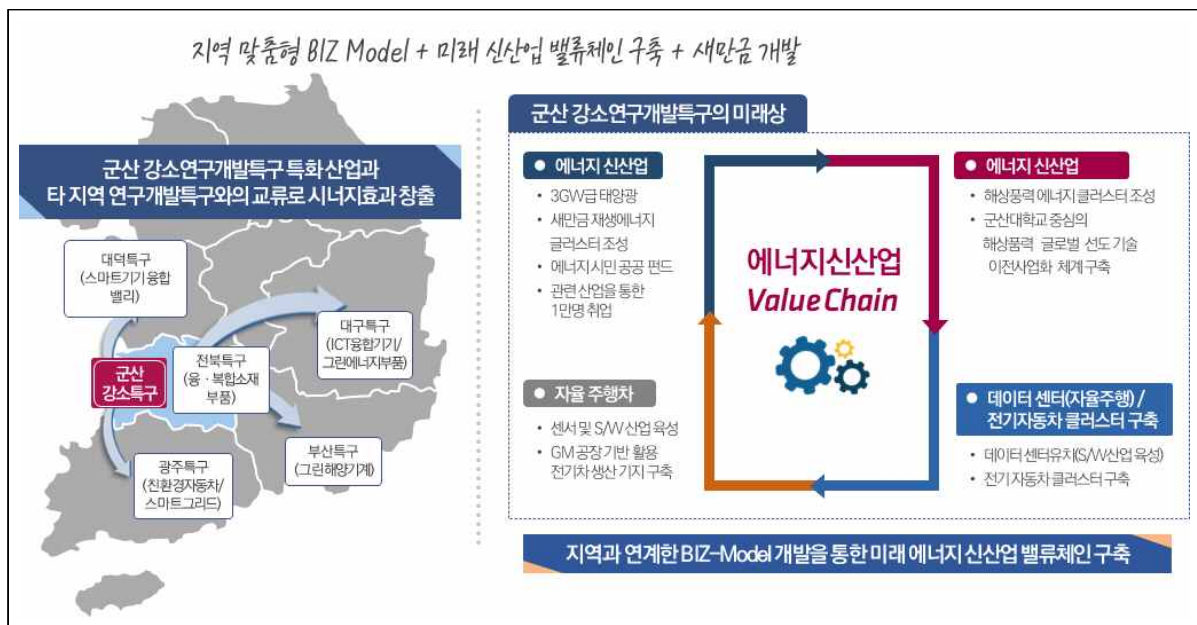 지역 맞춤형 BIZ Model + 미래 신산업 밸류체인 구축 + 새만금 개발
군산 강소연구개발특구 특화 산업과
타 지역 연구개발특구와의 교류로 시너지효과 창출
대덕특구
(스마트기기 융합
밸리)
군산
강소특구
전북특구
(융 · 복합소재
부품)
대구특구
(ICT융합기기/
그린에너지부품)
광주특구
(친환경자동차/
스마트그리드)
부산특구
(그린해양기계)
군산 강소연구개발특구의 미래상
에너지 신산업
• 3GW급 태양광
• 새만금 재생에너지
글러스터 조성
• 에너지 시민 공공 펀드
• 관련 산업을 통한
1만명 취업
에너지 신산업
• 해상풍력 에너지 클러스터 조성
• 군산대학교 중심의
해상풍력 글로벌 선도 기술
이전사업화 체계 구축
에너지신산업
Value Chain
자율 주행차
• 센서 및 S/W 산업 육성
• GM 공장 기반 활용
전기차 생산 기지 구축
데이터 센터(자율주행) /
전기자동차 클러스터 구축
• 데이터 센터유치(S/W산업 육성)
• 전기 자동차 클러스터 구축
지역과 연계한 BIZ-Model 개발을 통한 미래 에너지 신산업 밸류체인 구축